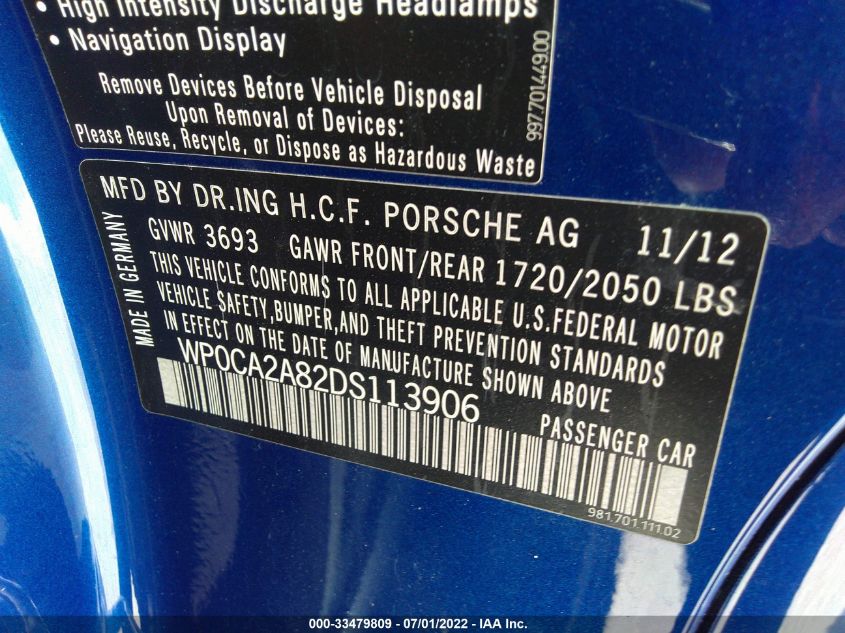 • High Intensity Discharge Headlamps
• Navigation Display
Remove Devices Before Vehicle Disposal
Upon Removal of Devices:
Please Reuse, Recycle, or Dispose as Hazardous Waste
997.701.449.00
MFD BY DR.ING H.C.F. PORSCHE AG 11/12
GVWR 3693 GAWR FRONT/REAR 1720/2050 LBS
THIS VEHICLE CONFORMS TO ALL APPLICABLE U.S.FEDERAL MOTOR
VEHICLE SAFETY,BUMPER,AND THEFT PREVENTION STANDARDS
IN EFFECT ON THE DATE OF MANUFACTURE SHOWN ABOVE
WP0CA2A82DS113906
PASSENGER CAR
MADE IN GERMANY
981.701.111.02
000-33479809 - 07/01/2022 - IAA Inc.